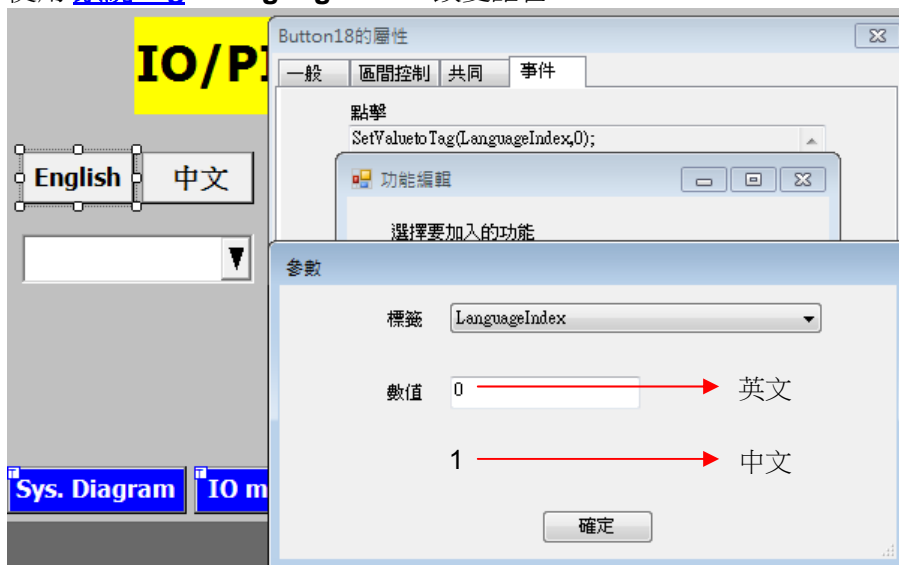 Button18的屬性
IO/P
一般 區間控制 共同 事件
點擊
SetValuetoTag(LanguageIndex,0);
English 中文
功能編輯
選擇要加入的功能
參數
標籤 LanguageIndex
數值 0 英文
1 中文
Sys. Diagram IO m
確定